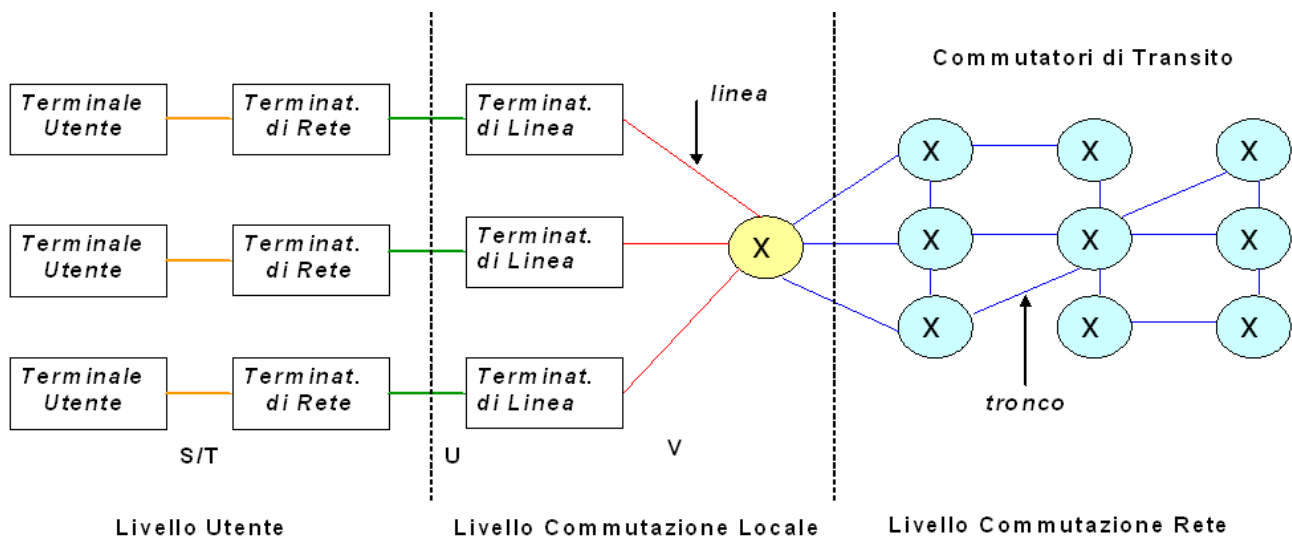 Commutatori di Transito
linea
Terminale
Utente
Terminat.
di Rete
Terminat.
di Linea
X
X
X
Terminale
Utente
Terminat.
di Rete
Terminat.
di Linea
X
X
X
X
Terminale
Utente
Terminat.
di Rete
Terminat.
di Linea
X
X
X
tronco
S/T
U
V
Livello Utente
Livello Commutazione Locale
Livello Commutazione Rete